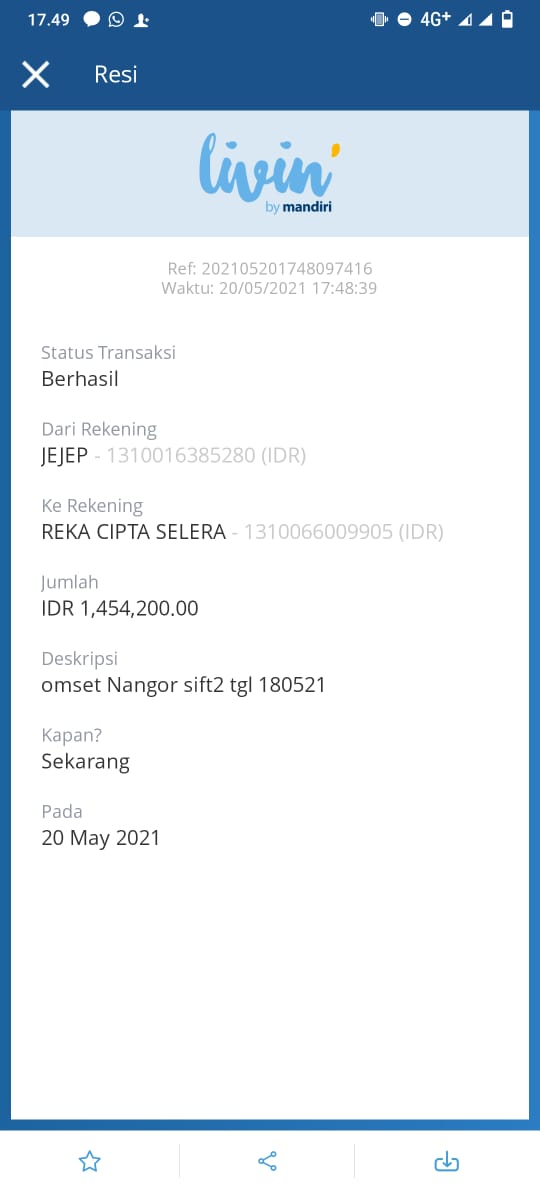 17.49 4G+
Resi
livin'
by mandiri
Ref: 202105201748097416
Waktu: 20/05/2021 17:48:39
Status Transaksi
Berhasil
Dari Rekening
JEJEP - 1310016385280 (IDR)
Ke Rekening
REKA CIPTA SELERA - 1310066009905 (IDR)
Jumlah
IDR 1,454,200.00
Deskripsi
omset Nangor sift2 tgl 180521
Kapan?
Sekarang
Pada
20 May 2021